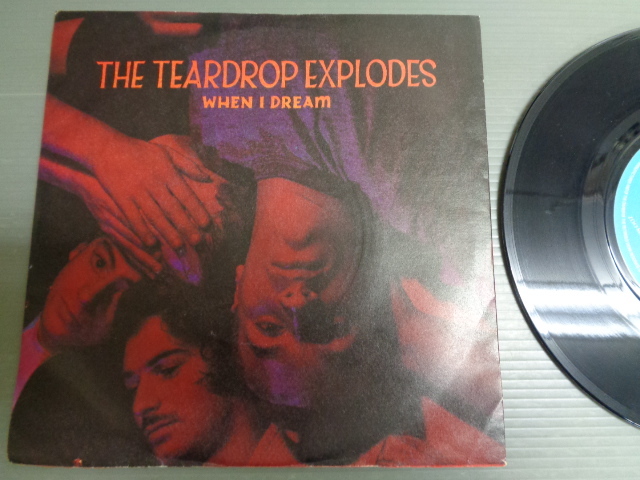 THE TEARDROP EXPLODES
WHEN I DREAM